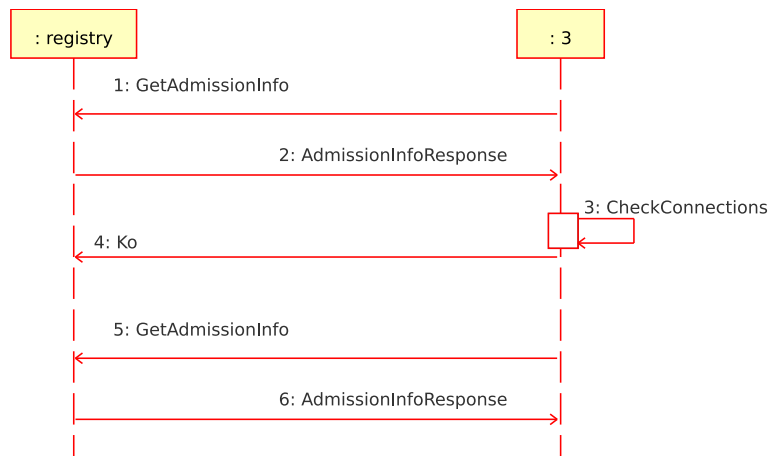 : registry
: 3
1: GetAdmissionInfo
2: AdmissionInfoResponse
3: CheckConnections
4: Ko
5: GetAdmissionInfo
6: AdmissionInfoResponse